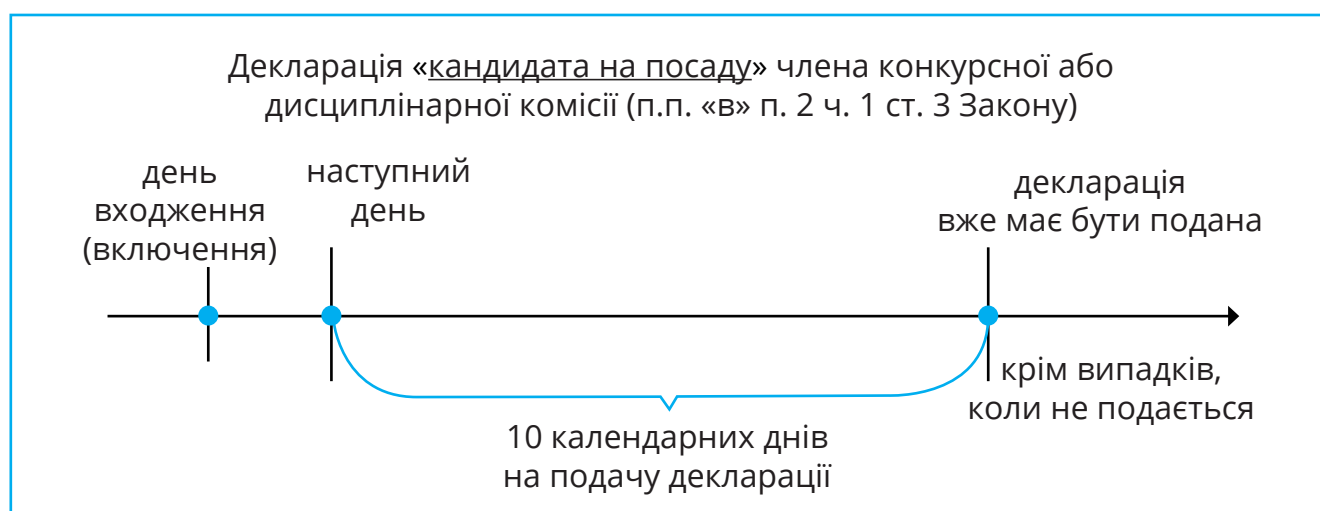 Декларація «кандидата на посаду» члена конкурсної або
дисциплінарної комісії (п.п. «в» п. 2 ч. 1 ст. 3 Закону)
день
входження
(включення)
наступний
день
декларація
вже має бути подана
крім випадків,
коли не подається
10 календарних днів
на подачу декларації